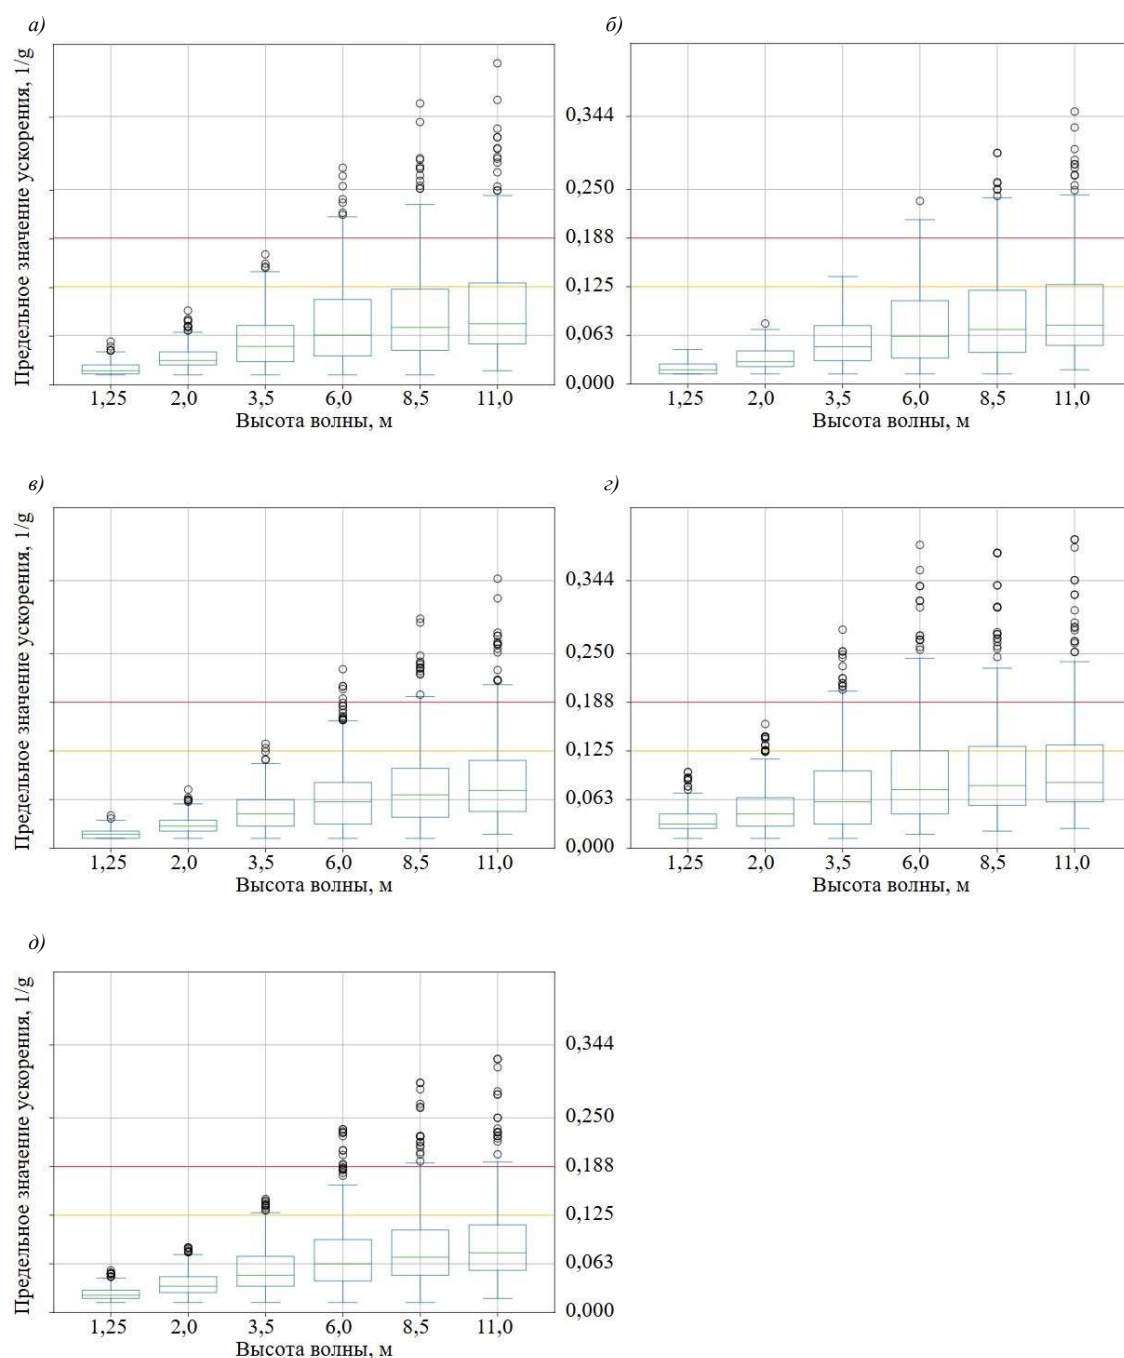 а)
б)
Предельное значение ускорения, 1/g
0,344
0,250
0,188
0,125
0,063
0,000
1,25 2,0 3,5 6,0 8,5 11,0
1,25 2,0 3,5 6,0 8,5 11,0
Высота волны, м
Высота волны, м
в)
г)
Предельное значение ускорения, 1/g
0,344
0,250
0,188
0,125
0,063
0,000
1,25 2,0 3,5 6,0 8,5 11,0
1,25 2,0 3,5 6,0 8,5 11,0
Высота волны, м
Высота волны, м
д)
Предельное значение ускорения, 1/g
0,344
0,250
0,188
0,125
0,063
0,000
1,25 2,0 3,5 6,0 8,5 11,0
Высота волны, м